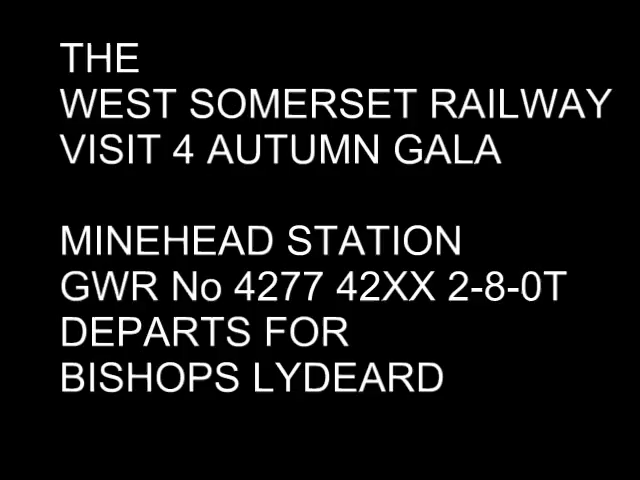 THE
WEST SOMERSET RAILWAY
VISIT 4 AUTUMN GALA
MINEHEAD STATION
GWR No 4277 42XX 2-8-0T
DEPARTS FOR
BISHOPS LYDEARD